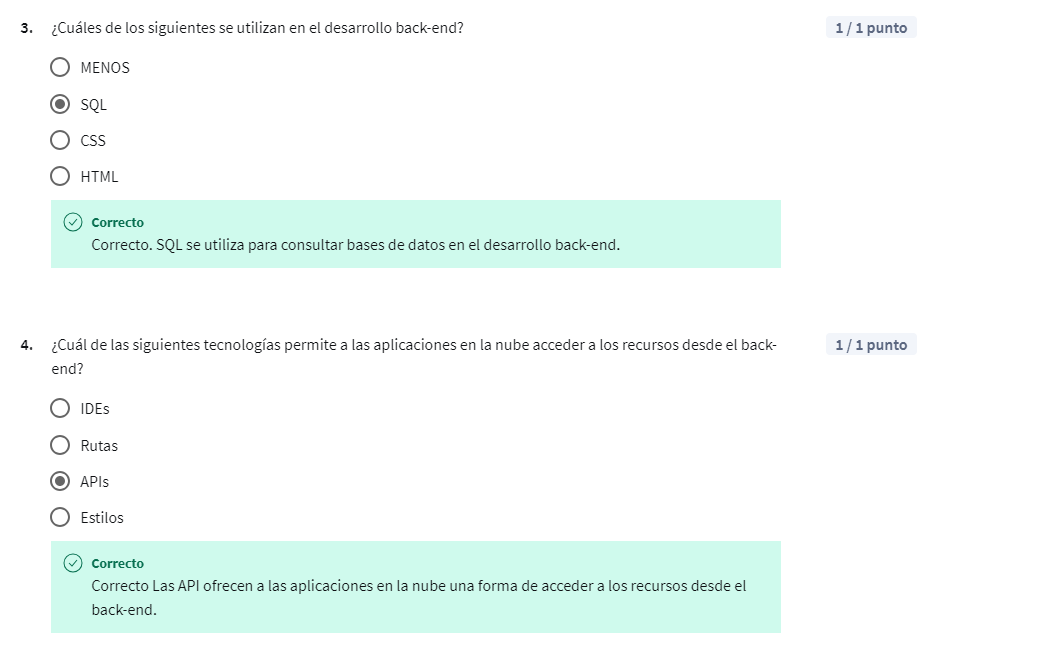 3. ¿Cuáles de los siguientes se utilizan en el desarrollo back-end?
1 / 1 punto
MENOS
SQL
CSS
HTML
Correcto
Correcto. SQL se utiliza para consultar bases de datos en el desarrollo back-end.
4. ¿Cuál de las siguientes tecnologías permite a las aplicaciones en la nube acceder a los recursos desde el back-
end?
1 / 1 punto
IDEs
Rutas
APIs
Estilos
Correcto
Correcto Las API ofrecen a las aplicaciones en la nube una forma de acceder a los recursos desde el
back-end.